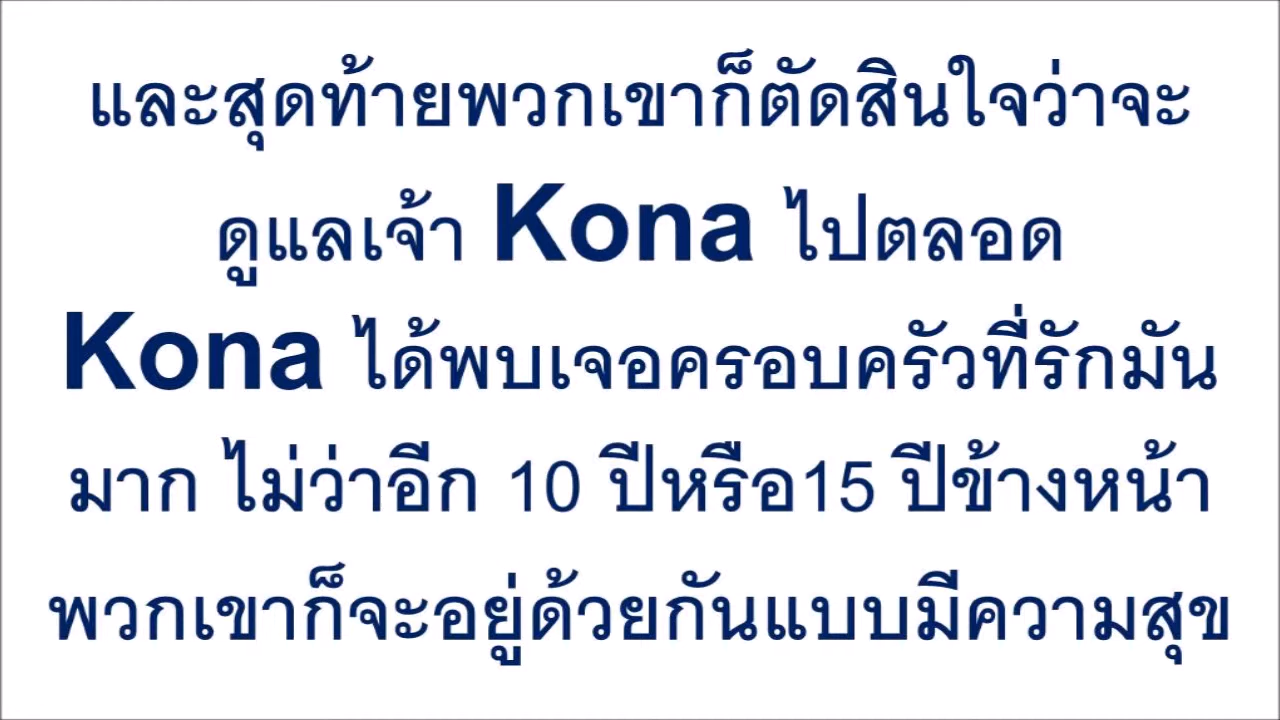 และสุดท้ายพวกเขาก็ตัดสินใจว่าจะ
ดูแลเจ้า Kona ไปตลอด
Kona ได้พบเจอครอบครัวที่รักมัน
มาก ไม่ว่าอีก 10 ปีหรือ15 ปีข้างหน้า
พวกเขาก็จะอยู่ด้วยกันแบบมีความสุข